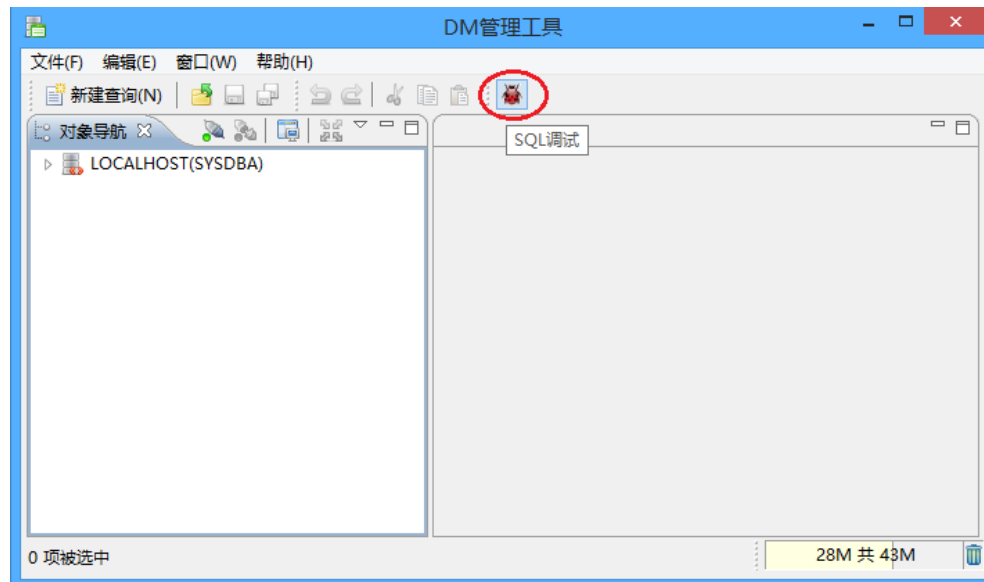 DM管理工具
文件(F) 编辑(E) 窗口(W) 帮助(H)
新建查询(N)
对象导航
SQL调试
LOCALHOST(SYSDBA)
0 项被选中
28M 共 43M